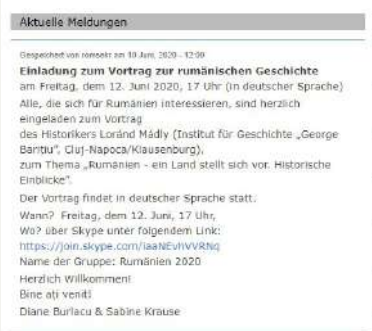 Aktuelle Meldungen
Gespeichert von romsekr am 10 Juni, 2020 - 12:00
Einladung zum Vortrag zur rumänischen Geschichte
am Freitag, dem 12. Juni 2020, 17 Uhr (in deutscher Sprache)
Alle, die sich für Rumänien interessieren, sind herzlich
eingeladen zum Vortrag
des Historikers Loránd Mádly (Institut für Geschichte „George
Barițiu", Cluj-Napoca/Klausenburg),
zum Thema „Rumänien - ein Land stellt sich vor. Historische
Einblicke".
Der Vortrag findet in deutscher Sprache statt.
Wann? Freitag, dem 12. Juni, 17 Uhr,
Wo? über Skype unter folgendem Link:
https://join.skype.com/iaaNEvhVVRNq
Name der Gruppe: Rumänien 2020
Herzlich Willkommen!
Bine ați venit!
Diane Burlacu & Sabine Krause